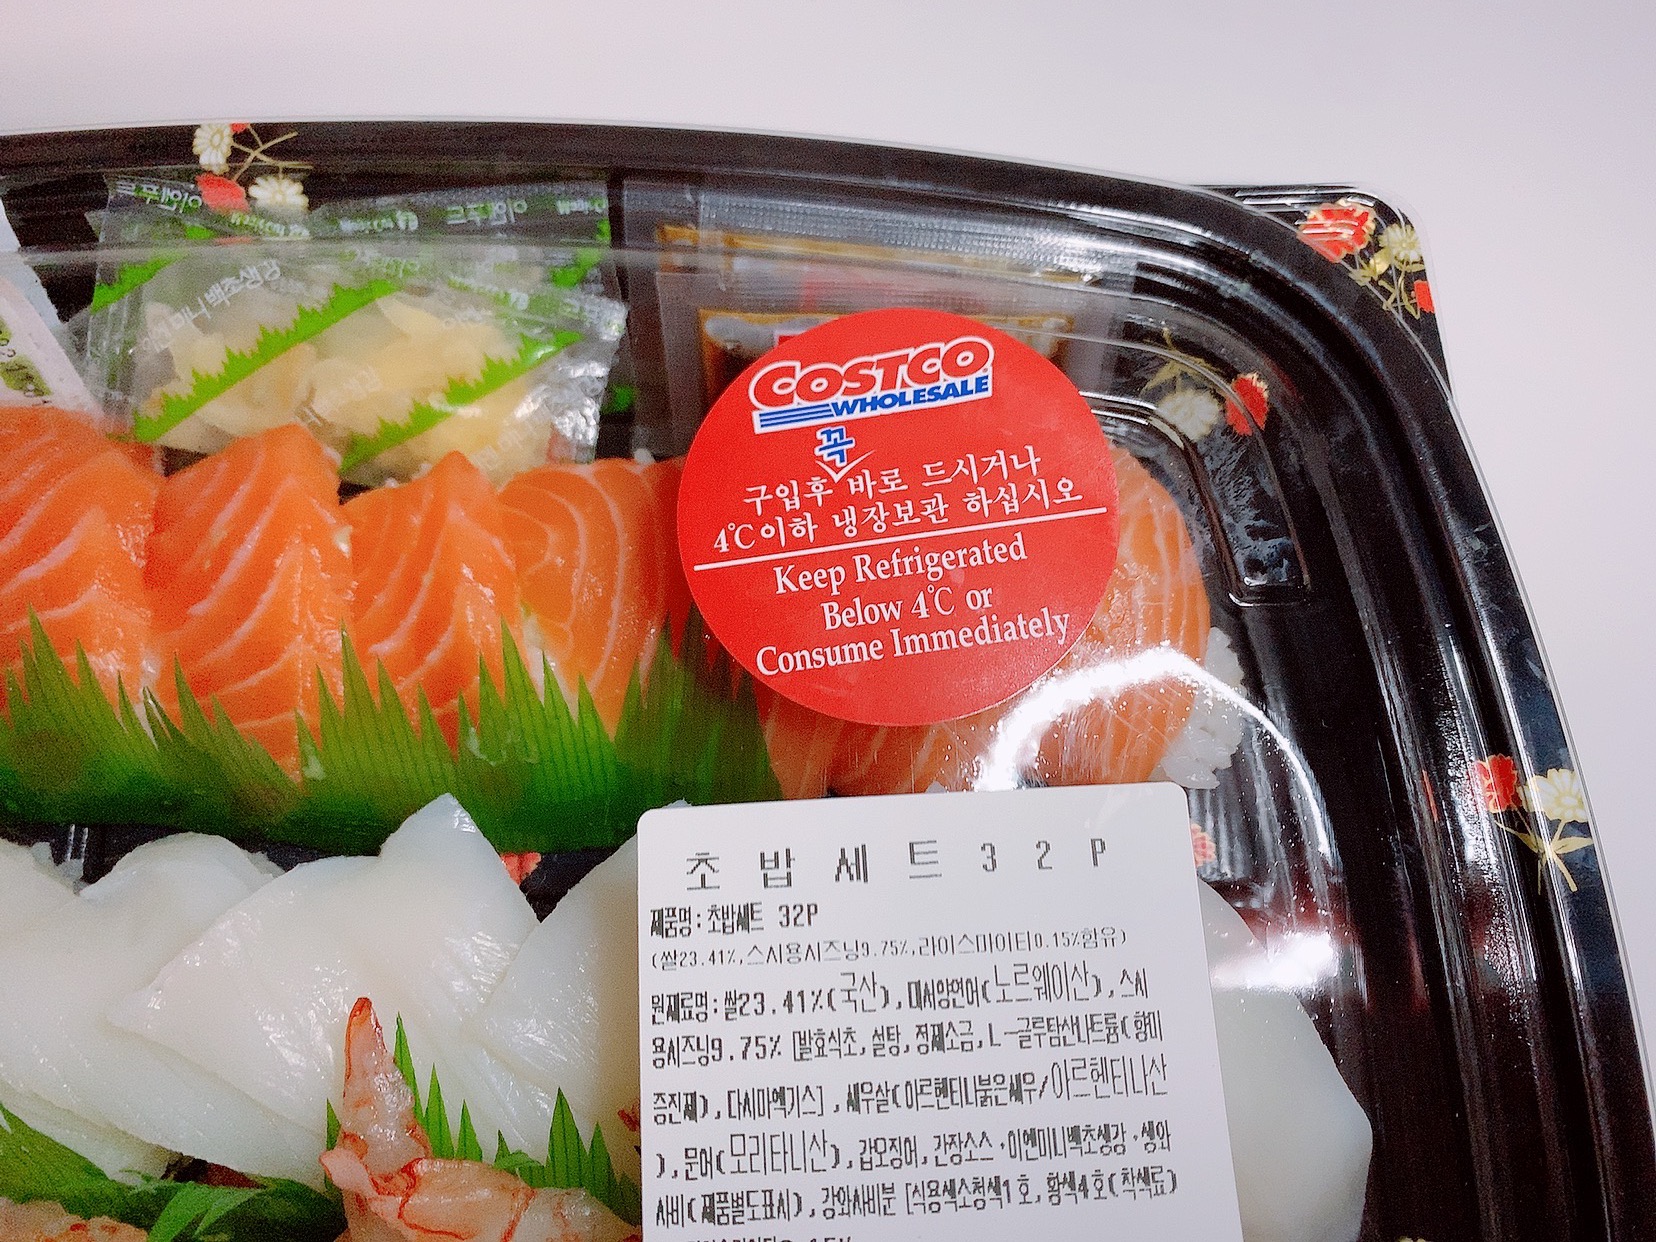 이엔 미니 백초생강
COSTCO
WHOLESALE
꼭
구입후 바로 드시거나
4℃이하 냉장보관 하십시오
Keep Refrigerated
Below 4℃ or
Consume Immediately
초밥세트32P
제품명:초밥세트 32P
(쌀23.41%,스시용시즈닝9.75%,라이스마이티0.15%함유)
원재료명:쌀23.41%(국산),대서양연어(노르웨이산),스시
용시즈닝9.75% [발효식초,설탕,정제소금,L-글루탐산나트륨(향미
증진제),다시마엑기스],새우살(아르헨티나붉은새우/아르헨티나산
),문어(모리타니산),갑오징어,간장소스·이엔미니백초생강·생와
사비(제품별도표시),강와사비분[식용색소청색1호,황색4호(착색료)